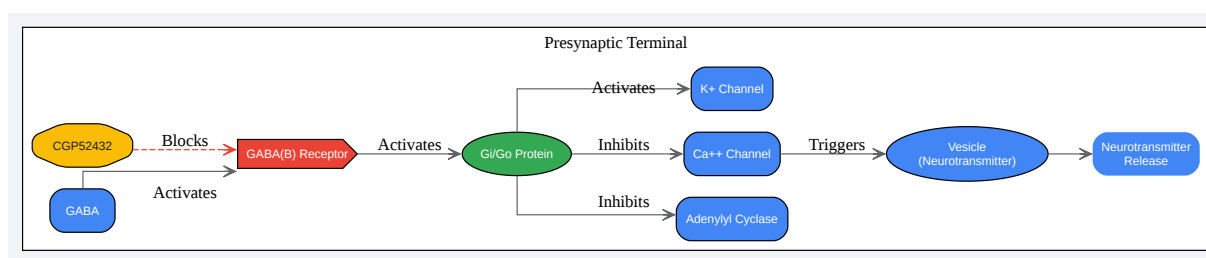 Presynaptic Terminal
CGP52432
Blocks
GABA
Activates
GABA(B) Receptor
Activates
Gi/Go Protein
Activates
K+ Channel
Inhibits
Ca++ Channel
Triggers
Vesicle
(Neurotransmitter)
Neurotransmitter
Release
Inhibits
Adenylyl Cyclase